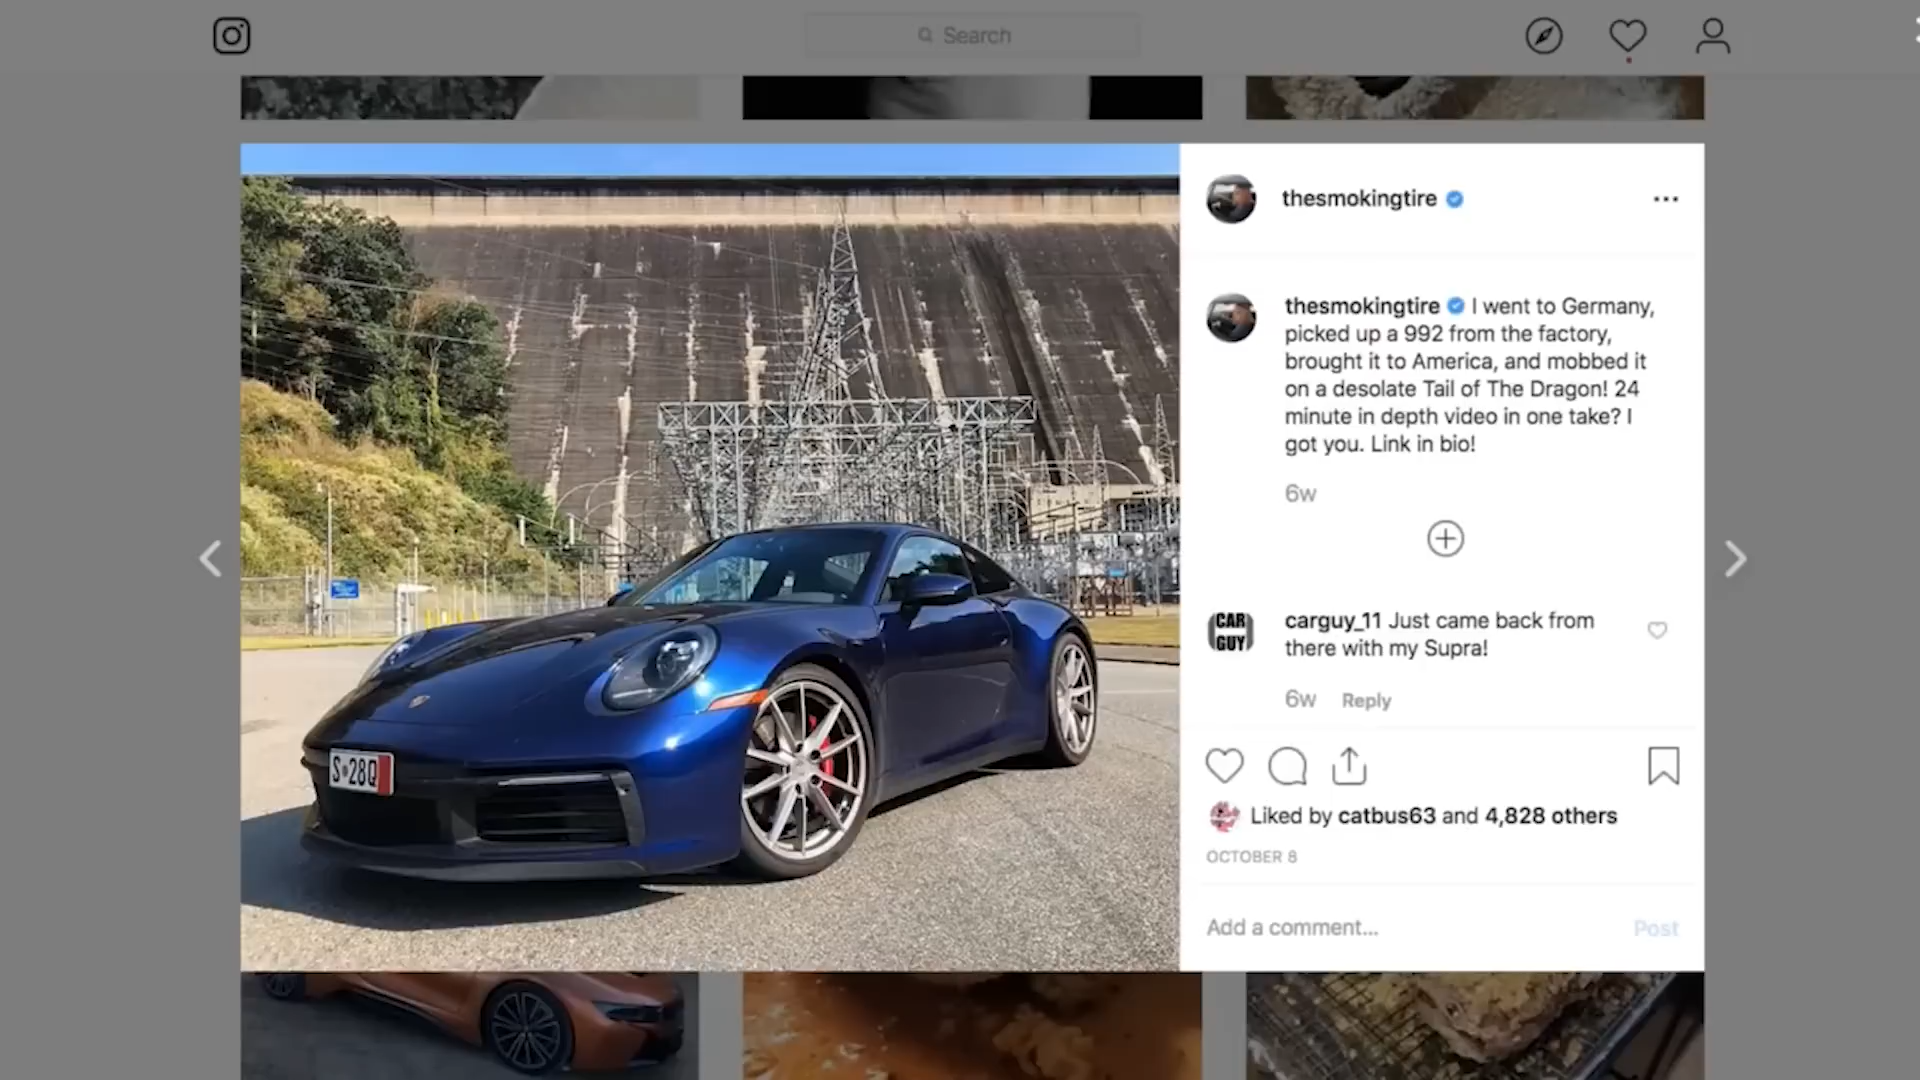 Search
thesmokingtire
thesmokingtire I went to Germany,
picked up a 992 from the factory,
brought it to America, and mobbed it
on a desolate Tail of The Dragon! 24
minute in depth video in one take? I
got you. Link in bio!
6w
CAR
GUY
carguy_11 Just came back from
there with my Supra!
6w Reply
Liked by catbus63 and 4,828 others
OCTOBER 8
Add a comment...
Post
S·28Q